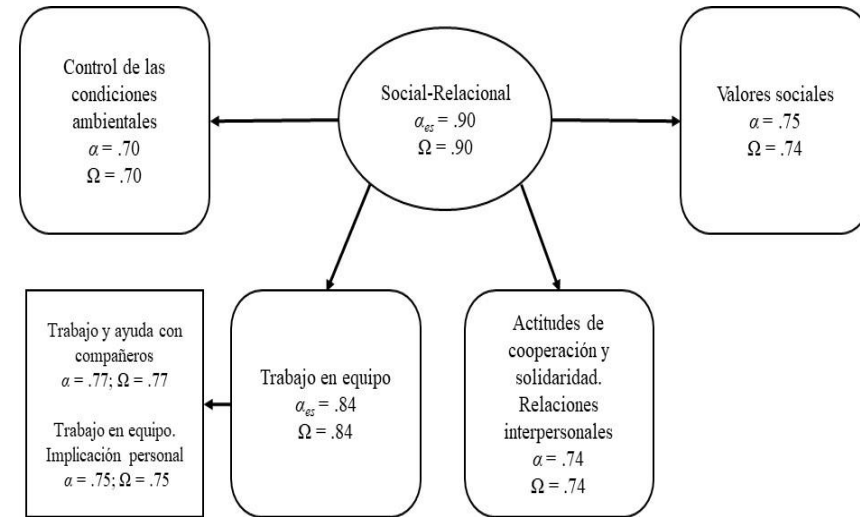 Control de las
condiciones
ambientales
α = .70
Ω = .70
Social-Relacional
αes = .90
Ω = .90
Valores sociales
α = .75
Ω = .74
Trabajo y ayuda con
compañeros
α = .77; Ω = .77
Trabajo en equipo.
Implicación personal
α = .75; Ω = .75
Trabajo en equipo
αes = .84
Ω = .84
Actitudes de
cooperación y
solidaridad.
Relaciones
interpersonales
α = .74
Ω = .74